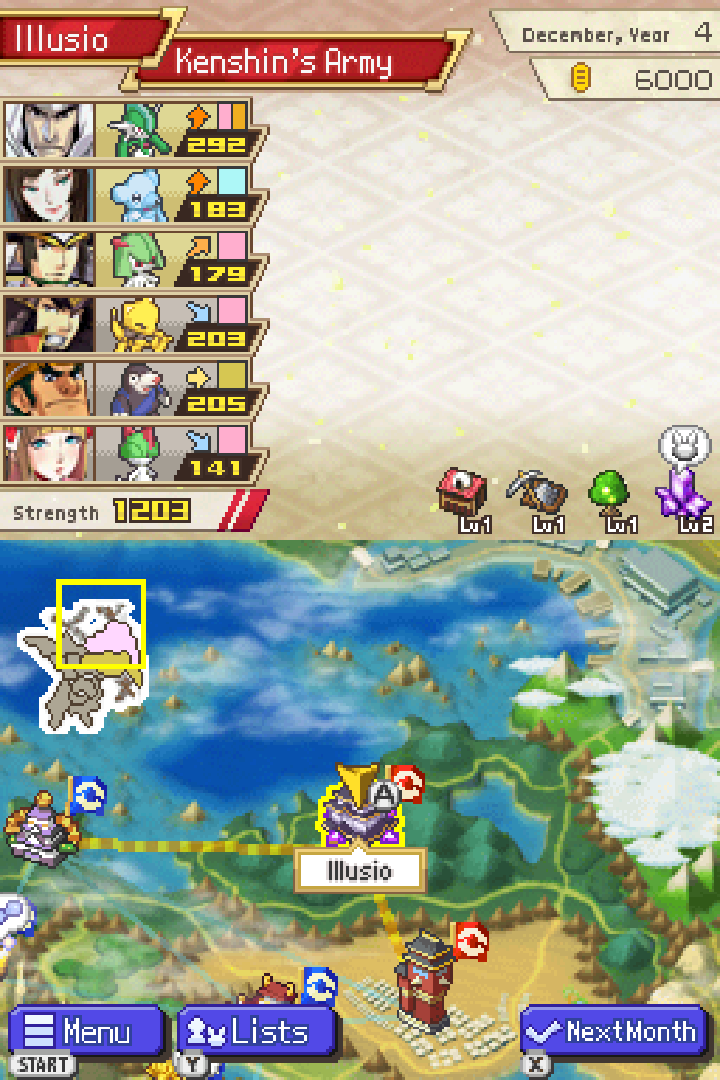 Illusio
Kenshin's Army
December, Year 4
6000
292
183
179
203
205
141
Strength 1203
Lv1
Lv1
Lv1
Lv2
A
Illusio
Menu
Lists
NextMonth
START
Y
X